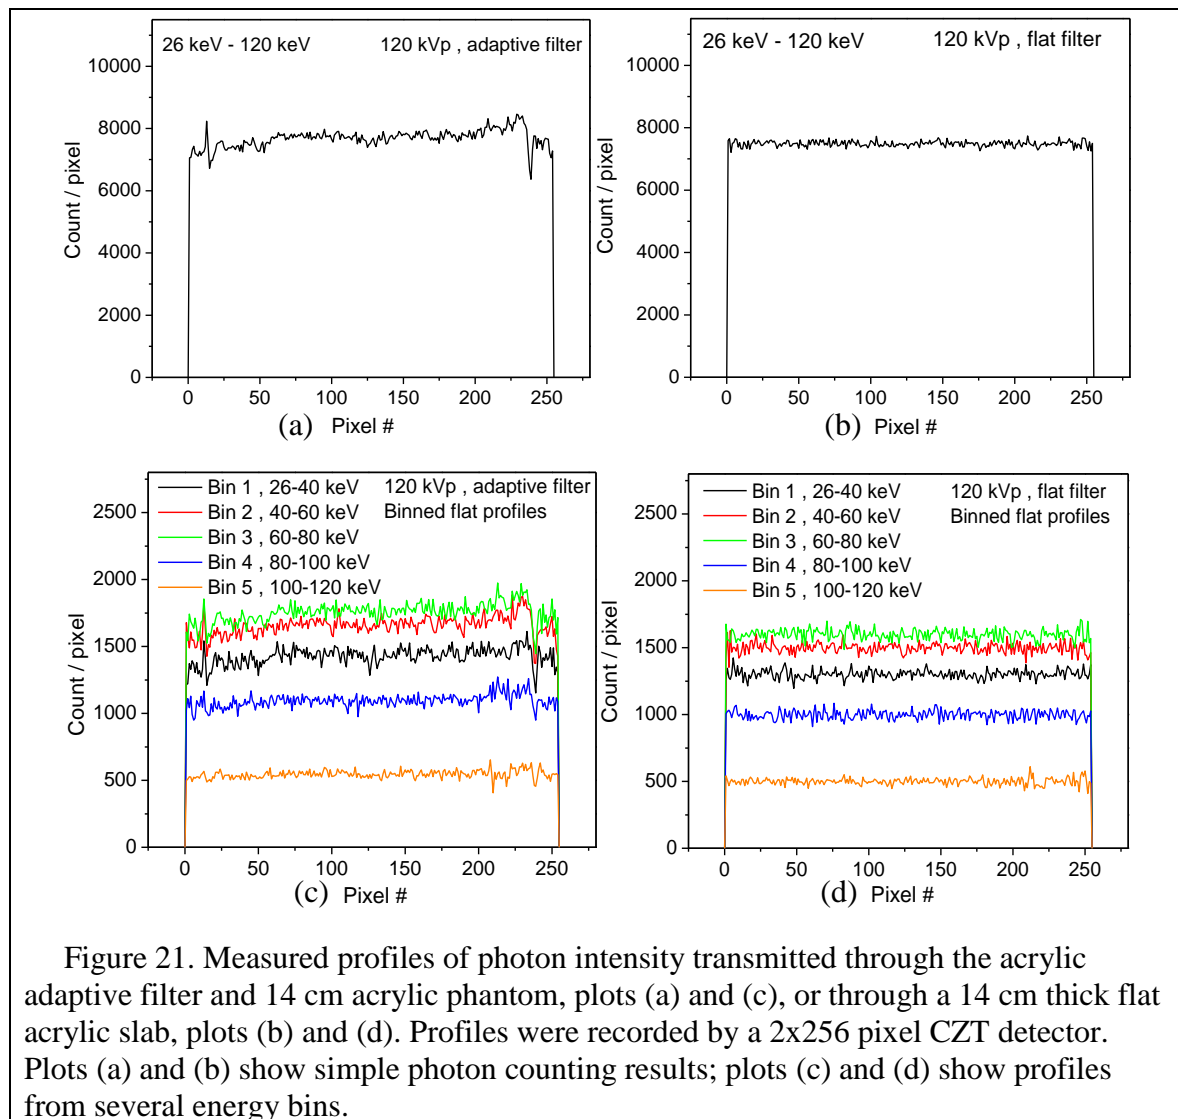 26 keV - 120 keV
120 kVp , adaptive filter
10000
8000
6000
4000
2000
0
Count / pixel
0 50 100 150 200 250
(a) Pixel #
26 keV - 120 keV
120 kVp , flat filter
10000
8000
6000
4000
2000
0
Count / pixel
0 50 100 150 200 250
(b) Pixel #
Bin 1 , 26-40 keV
Bin 2 , 40-60 keV
Bin 3 , 60-80 keV
Bin 4 , 80-100 keV
Bin 5 , 100-120 keV
120 kVp , adaptive filter
Binned flat profiles
2500
2000
1500
1000
500
0
Count / pixel
0 50 100 150 200 250
(c) Pixel #
Bin 1 , 26-40 keV
Bin 2 , 40-60 keV
Bin 3 , 60-80 keV
Bin 4 , 80-100 keV
Bin 5 , 100-120 keV
120 kVp , flat filter
Binned flat profiles
2500
2000
1500
1000
500
0
Count / pixel
0 50 100 150 200 250
(d) Pixel #
Figure 21. Measured profiles of photon intensity transmitted through the acrylic
adaptive filter and 14 cm acrylic phantom, plots (a) and (c), or through a 14 cm thick flat
acrylic slab, plots (b) and (d). Profiles were recorded by a 2x256 pixel CZT detector.
Plots (a) and (b) show simple photon counting results; plots (c) and (d) show profiles
from several energy bins.